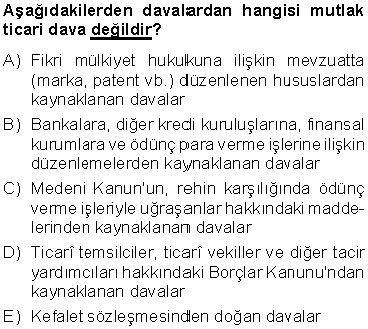 Aşağıdakilerden davalardan hangisi mutlak
ticari dava değildir?
A) Fikri mülkiyet hukukuna ilişkin mevzuatta
(marka, patent vb.) düzenlenen hususlardan
kaynaklanan davalar
B) Bankalara, diğer kredi kuruluşlarına, finansal
kurumlara ve ödünç para verme işlerine ilişkin
düzenlemelerden kaynaklanan davalar
C) Medeni Kanun'un, rehin karşılığında ödünç
verme işleriyle uğraşanlar hakkındaki madde-
lerinden kaynaklanan davalar
D) Ticarî temsilciler, ticarî vekiller ve diğer tacir
yardımcıları hakkındaki Borçlar Kanunu'ndan
kaynaklanan davalar
E) Kefalet sözleşmesinden doğan davalar